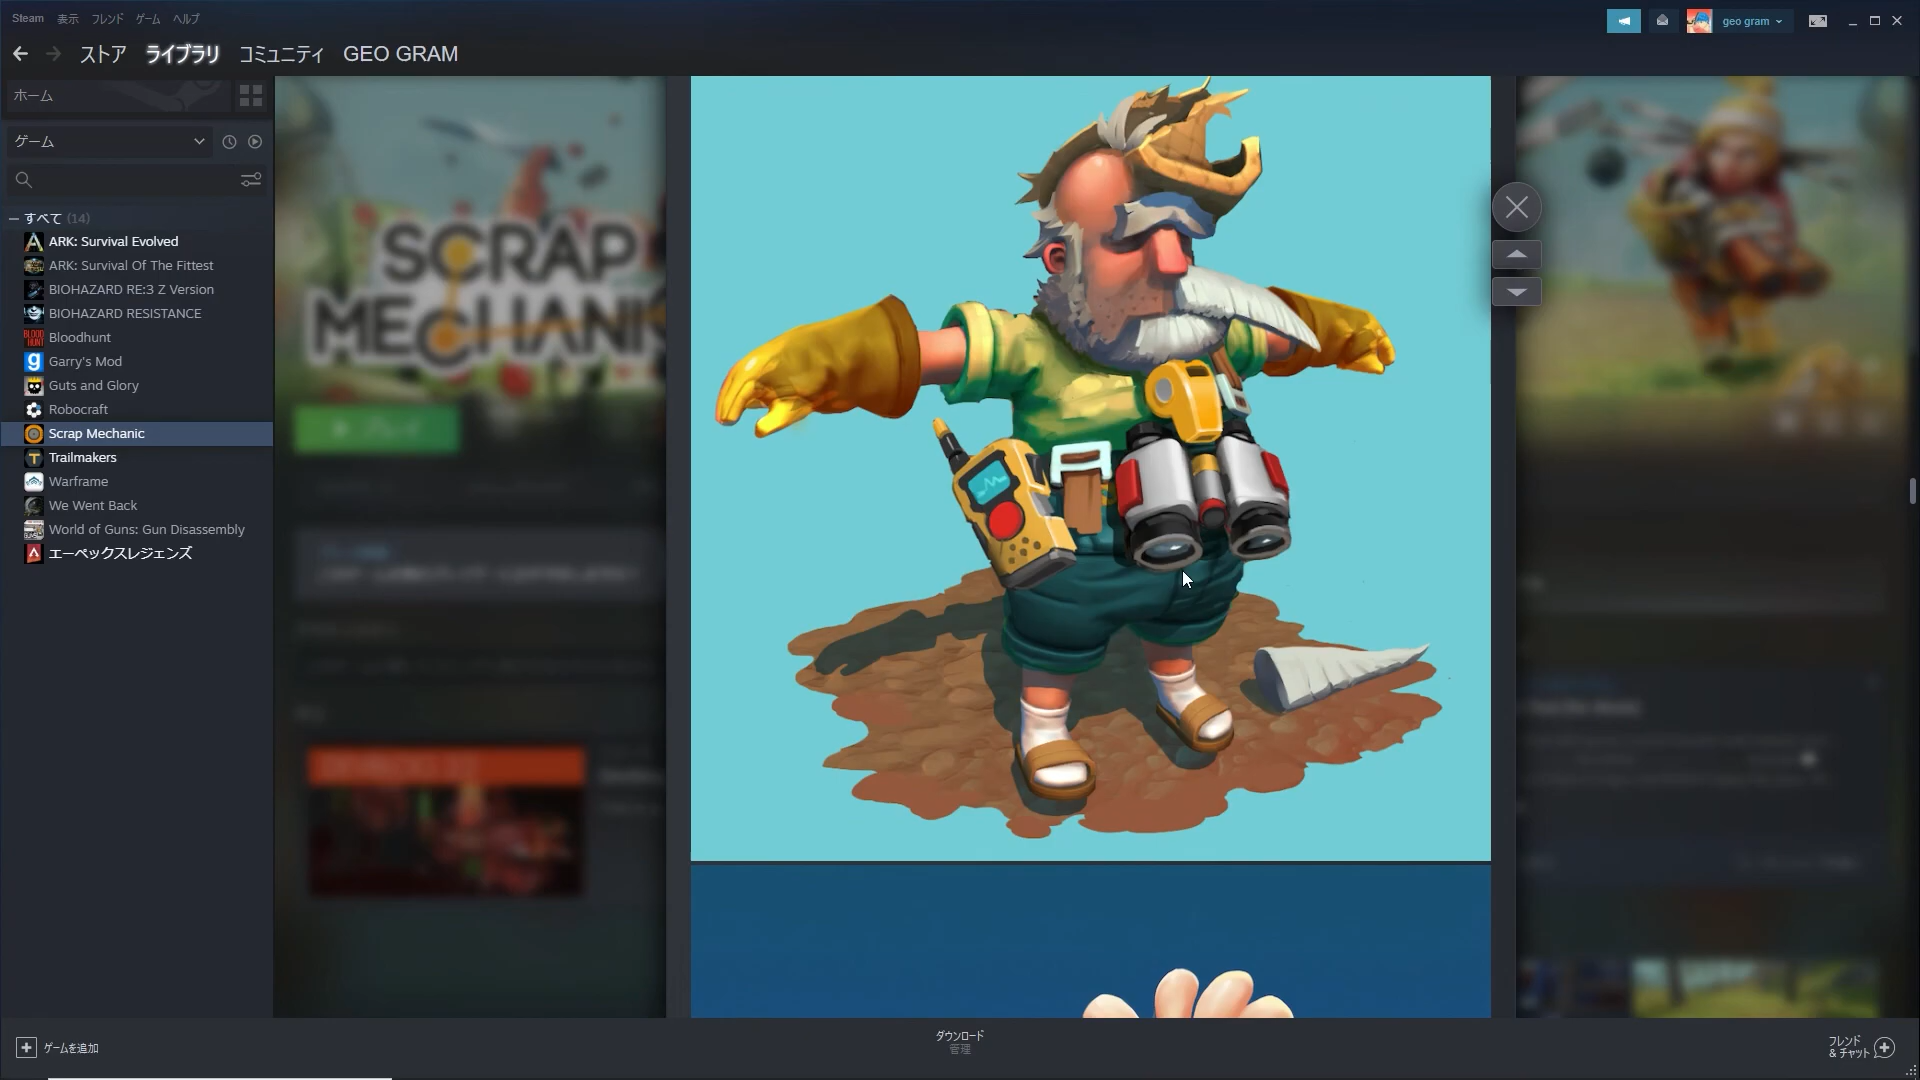 Steam 表示 フレンド ゲーム ヘルプ
geo gram
ストア ライブラリ コミュニティ GEO GRAM
ホーム
ゲーム
すべて (14)
ARK: Survival Evolved
ARK: Survival Of The Fittest
BIOHAZARD RE:3 Z Version
BIOHAZARD RESISTANCE
Bloodhunt
Garry's Mod
Guts and Glory
Robocraft
Scrap Mechanic
Trailmakers
Warframe
We Went Back
World of Guns: Gun Disassembly
エーペックスレジェンズ
SCRAP
MECHANI
プレイ
ゲームを追加
ダウンロード
管理
フレンド
& チャット